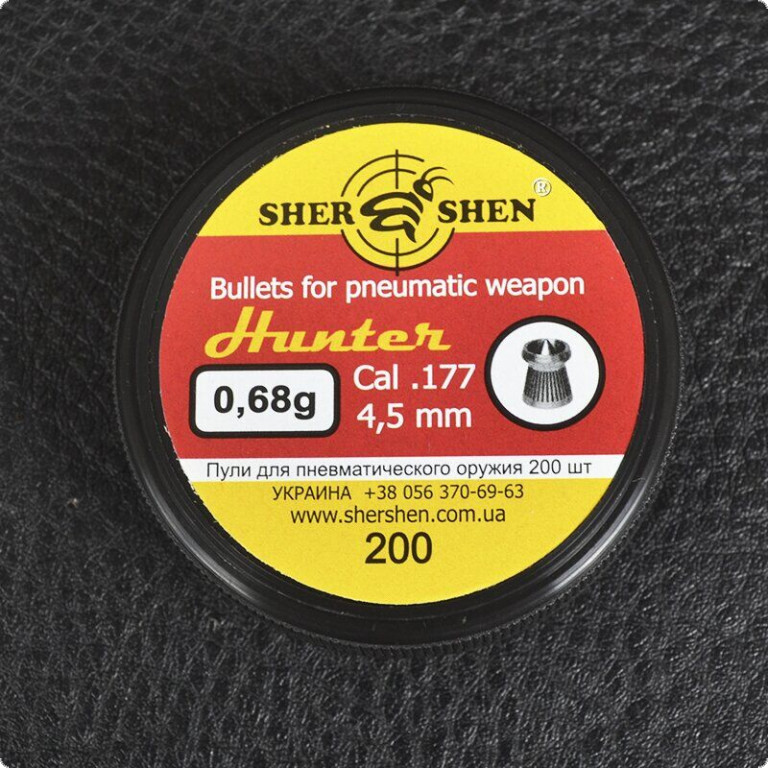 SHER SHEN ®
Bullets for pneumatic weapon
Hunter
Cal .177
0,68g
4,5 mm
Пули для пневматического оружия 200 шт
УКРАИНА +38 056 370-69-63
www.shershen.com.ua
200